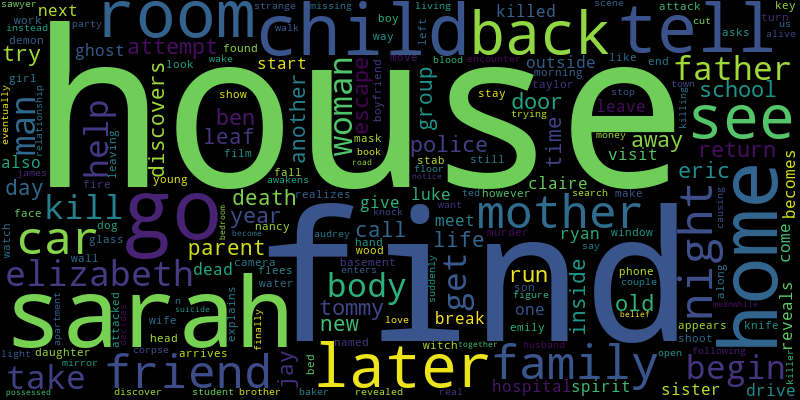 sawyer
next
work
instead
demon
party
room
strange
missing
child
boy
way
living
left
back
killed
scene
tell
attack
cut
turn
key
us
asks
alive
try
ghost
attempt
found
look
wake
start
move
encounter
blood
outside
like
end
morning
father
girl
man
relationship
eventually
house
show
woman
escape
boyfriend
group
door
taylor
stay
trying
town
killing
school
see
discovers
help
leaving
ben
leaf
film
another
mask
book
road
police
stab
floor
notice
still
time
stop
money
leave
away
visit
return
also
james
fire
young
death
fall
awakens
realizes
luke
claire
eric
becomes
day
face
dog
glass
kill
go
bedroom
year
nancy
become
give
knock
want
ted
however
search
make
murder
mother
night
causing
home
come
watch
car
wall
parent
call
audrey
hand
wood
meet
life
ryan
window
say
along
reveals
elizabeth
dead
camera
flees
water
basement
enters
body
suddenly
get
find
run
son
figure
inside
phone
couple
old
appears
knife
shoot
meanwhile
sarah
apartment
attacked
n
suicide
wife
explains
finally
tommy
new
love
break
one
emily
belief
light
daughter
head
arrives
corpse
mirror
named
witch
together
husband
open
following
killer
take
friend
jay
bed
later
family
hospital
spirit
begin
sister
drive
possessed
discover
student
brother
baker
revealed
real